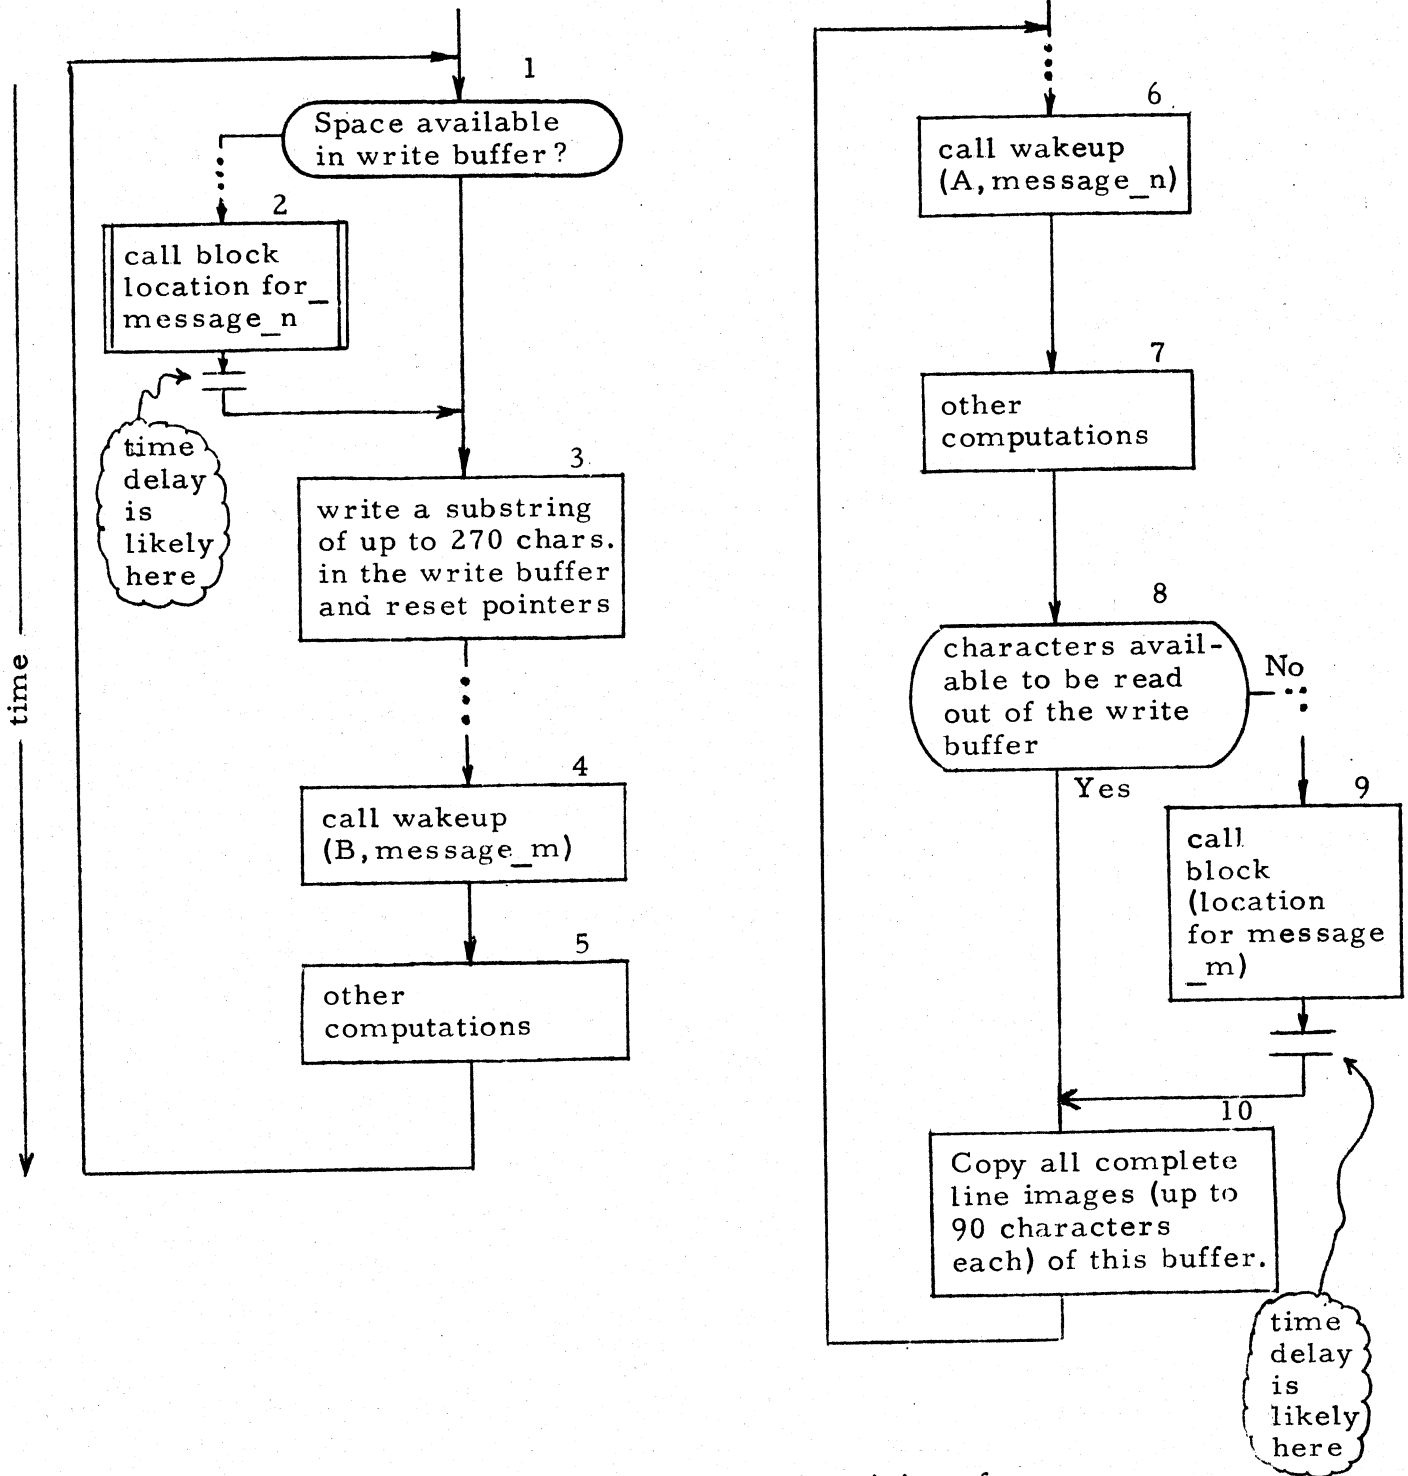 time
1
Space available
in write buffer?
2
call block
location for_
message_n
time
delay
is
likely
here
3
write a substring
of up to 270 chars.
in the write buffer
and reset pointers
4
call wakeup
(B, message_m)
5
other
computations
6
call wakeup
(A, message_n)
7
other
computations
8
characters avail-
able to be read
out of the write
buffer
No
Yes
9
call
block
(location
for message
_m)
10
Copy all complete
line images (up to
90 characters
each) of this buffer.
time
delay
is
likely
here